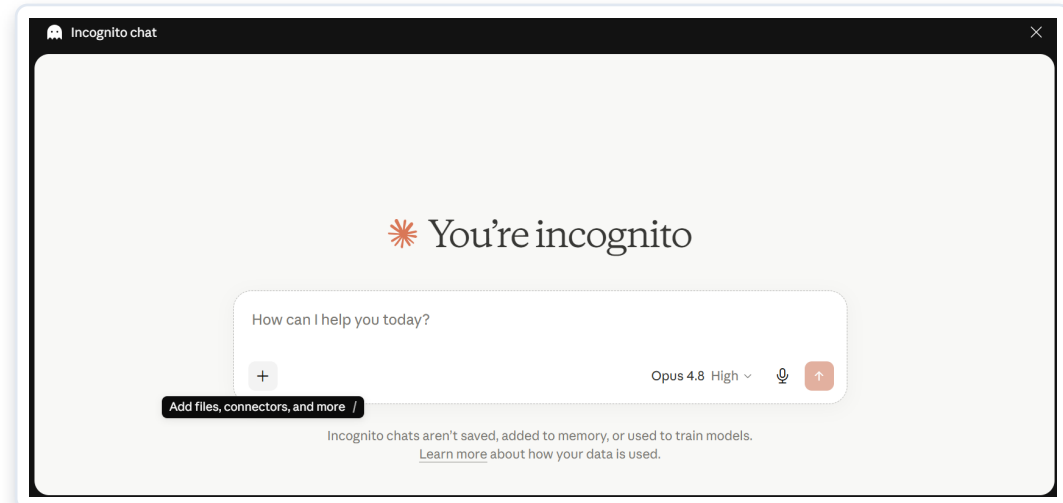 Incognito chat
You're incognito
How can I help you today?
Opus 4.8 High
Add files, connectors, and more /
Incognito chats aren't saved, added to memory, or used to train models.
Learn more about how your data is used.